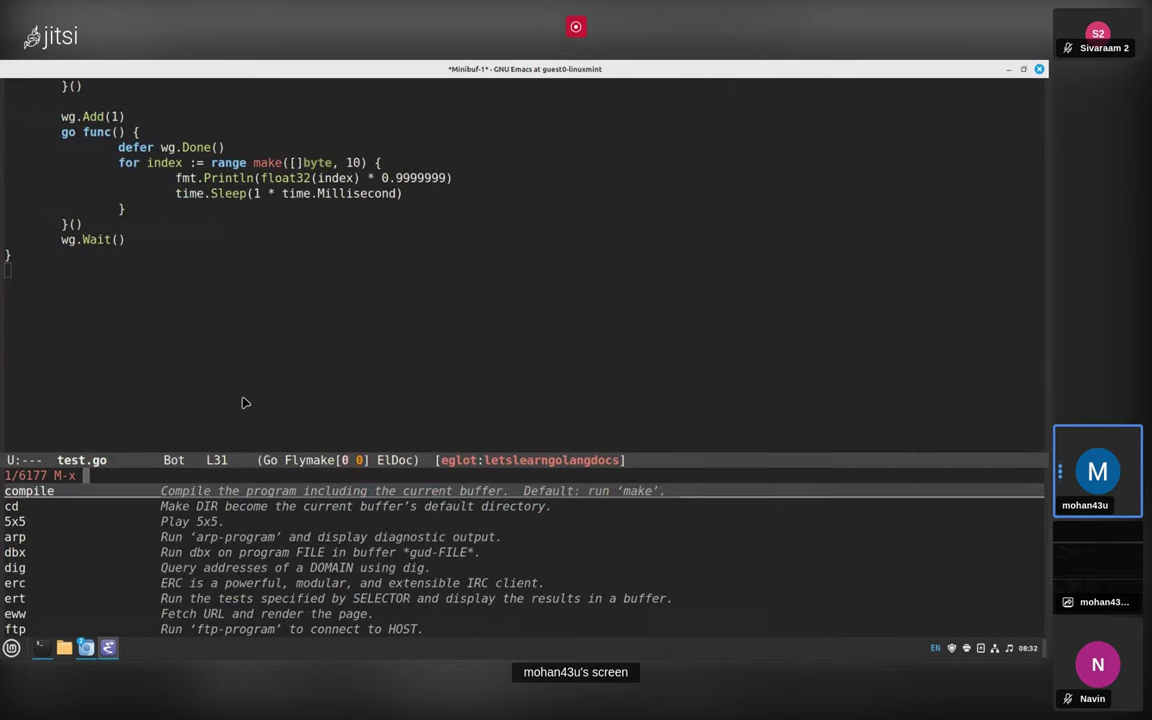 jitsi
S2
Sivaraam 2
*Minibuf-1* - GNU Emacs at guest0-linuxmint
}()
wg.Add(1)
go func() {
defer wg.Done()
for index := range make([]byte, 10) {
fmt.Println(float32(index) * 0.9999999)
time.Sleep(1 * time.Millisecond)
}
}()
wg.Wait()
}
U:--- test.go Bot L31 (Go Flymake[0 0] ElDoc) [eglot:letslearngolangdocs]
1/6177 M-x
compile Compile the program including the current buffer. Default: run ‘make’.
cd Make DIR become the current buffer’s default directory.
5x5 Play 5x5.
arp Run ‘arp-program’ and display diagnostic output.
dbx Run dbx on program FILE in buffer *gud-FILE*.
dig Query addresses of a DOMAIN using dig.
erc ERC is a powerful, modular, and extensible IRC client.
ert Run the tests specified by SELECTOR and display the results in a buffer.
eww Fetch URL and render the page.
ftp Run ‘ftp-program’ to connect to HOST.
EN 08:32
mohan43u's screen
M
mohan43u
mohan43...
N
Navin